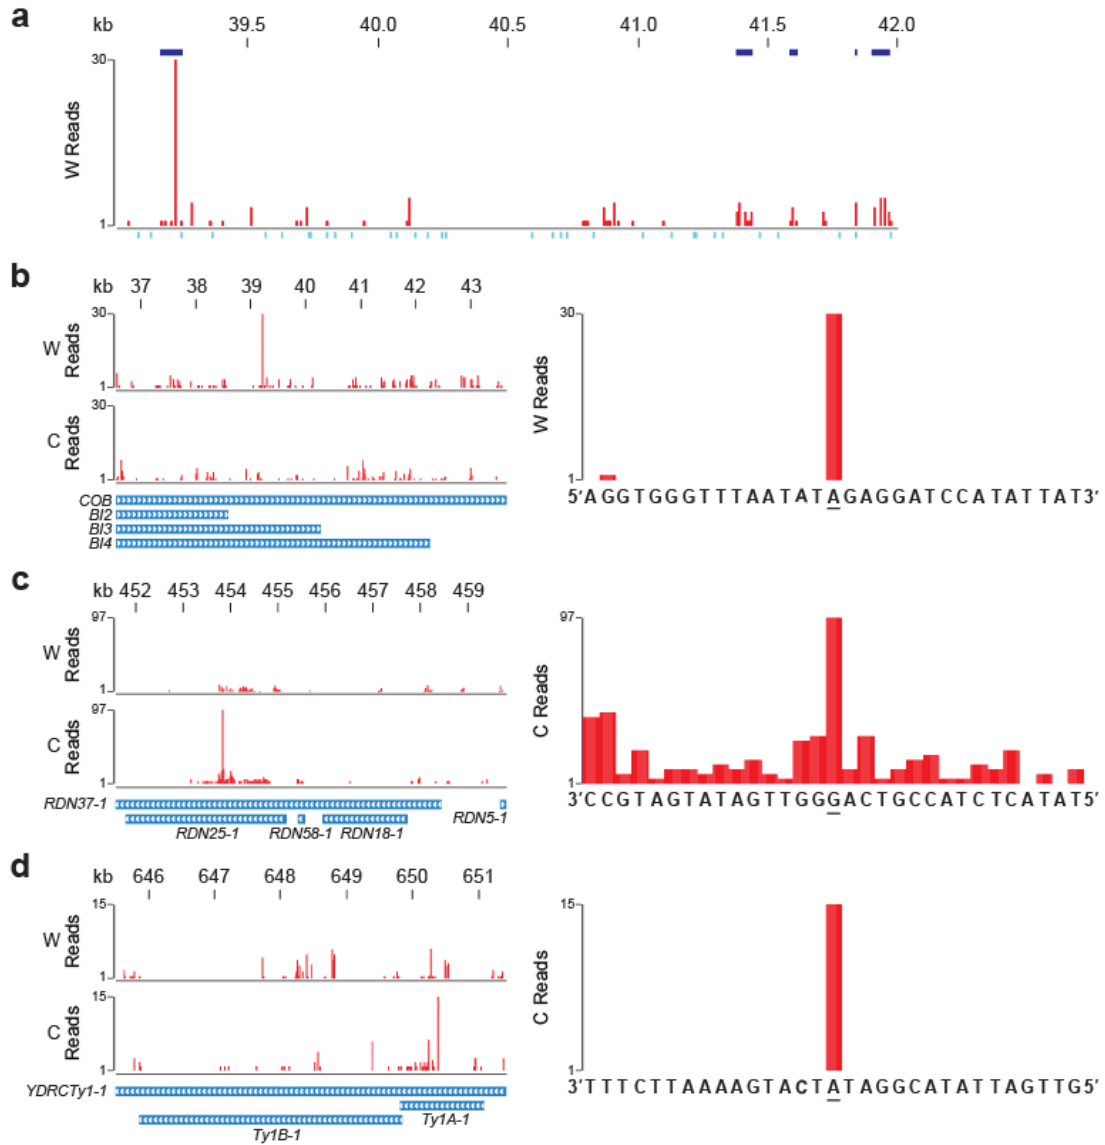 a
kb 39.5 40.0 40.5 41.0 41.5 42.0
30
W Reads
1
b
kb 37 38 39 40 41 42 43
30
W Reads
1
30
C Reads
1
COB
BI2
BI3
BI4
30
W Reads
1
5′AGGTGGGTTTAATATAGAGGATCCATATTAT3′
c
kb 452 453 454 455 456 457 458 459
97
W Reads
1
97
C Reads
1
RDN37-1
RDN25-1 RDN58-1 RDN18-1 RDN5-1
97
C Reads
1
3′CCGTAGTATAGTTGGGACTGCCATCTCATAT5′
d
kb 646 647 648 649 650 651
15
W Reads
1
15
C Reads
1
YDRCTy1-1
Ty1A-1
Ty1B-1
15
C Reads
1
3′TTTCTTAAAAGTACTATAGGCATATTAGTTG5′